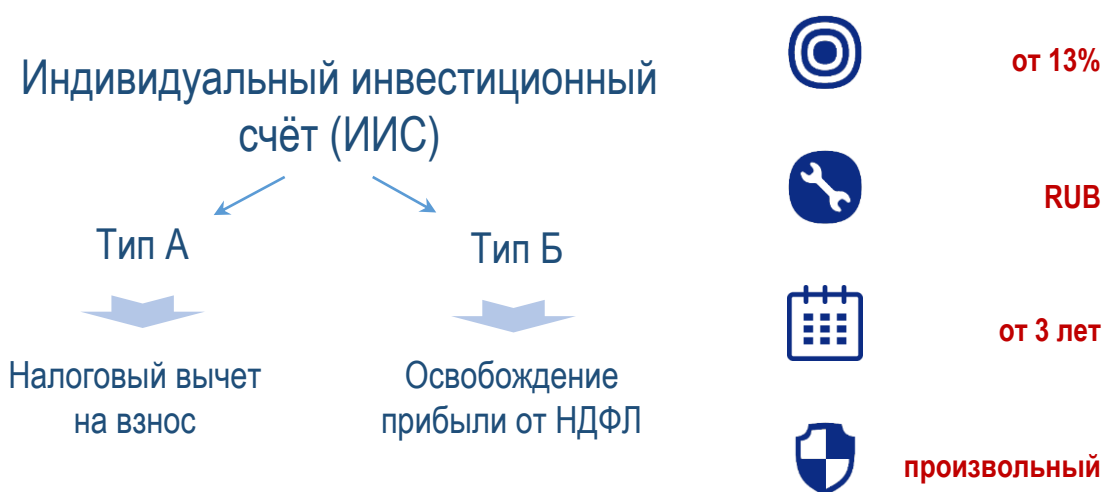 Индивидуальный инвестиционный
счёт (ИИС)
Тип А
Тип Б
Налоговый вычет
на взнос
Освобождение
прибыли от НДФЛ
от 13%
RUB
от 3 лет
произвольный